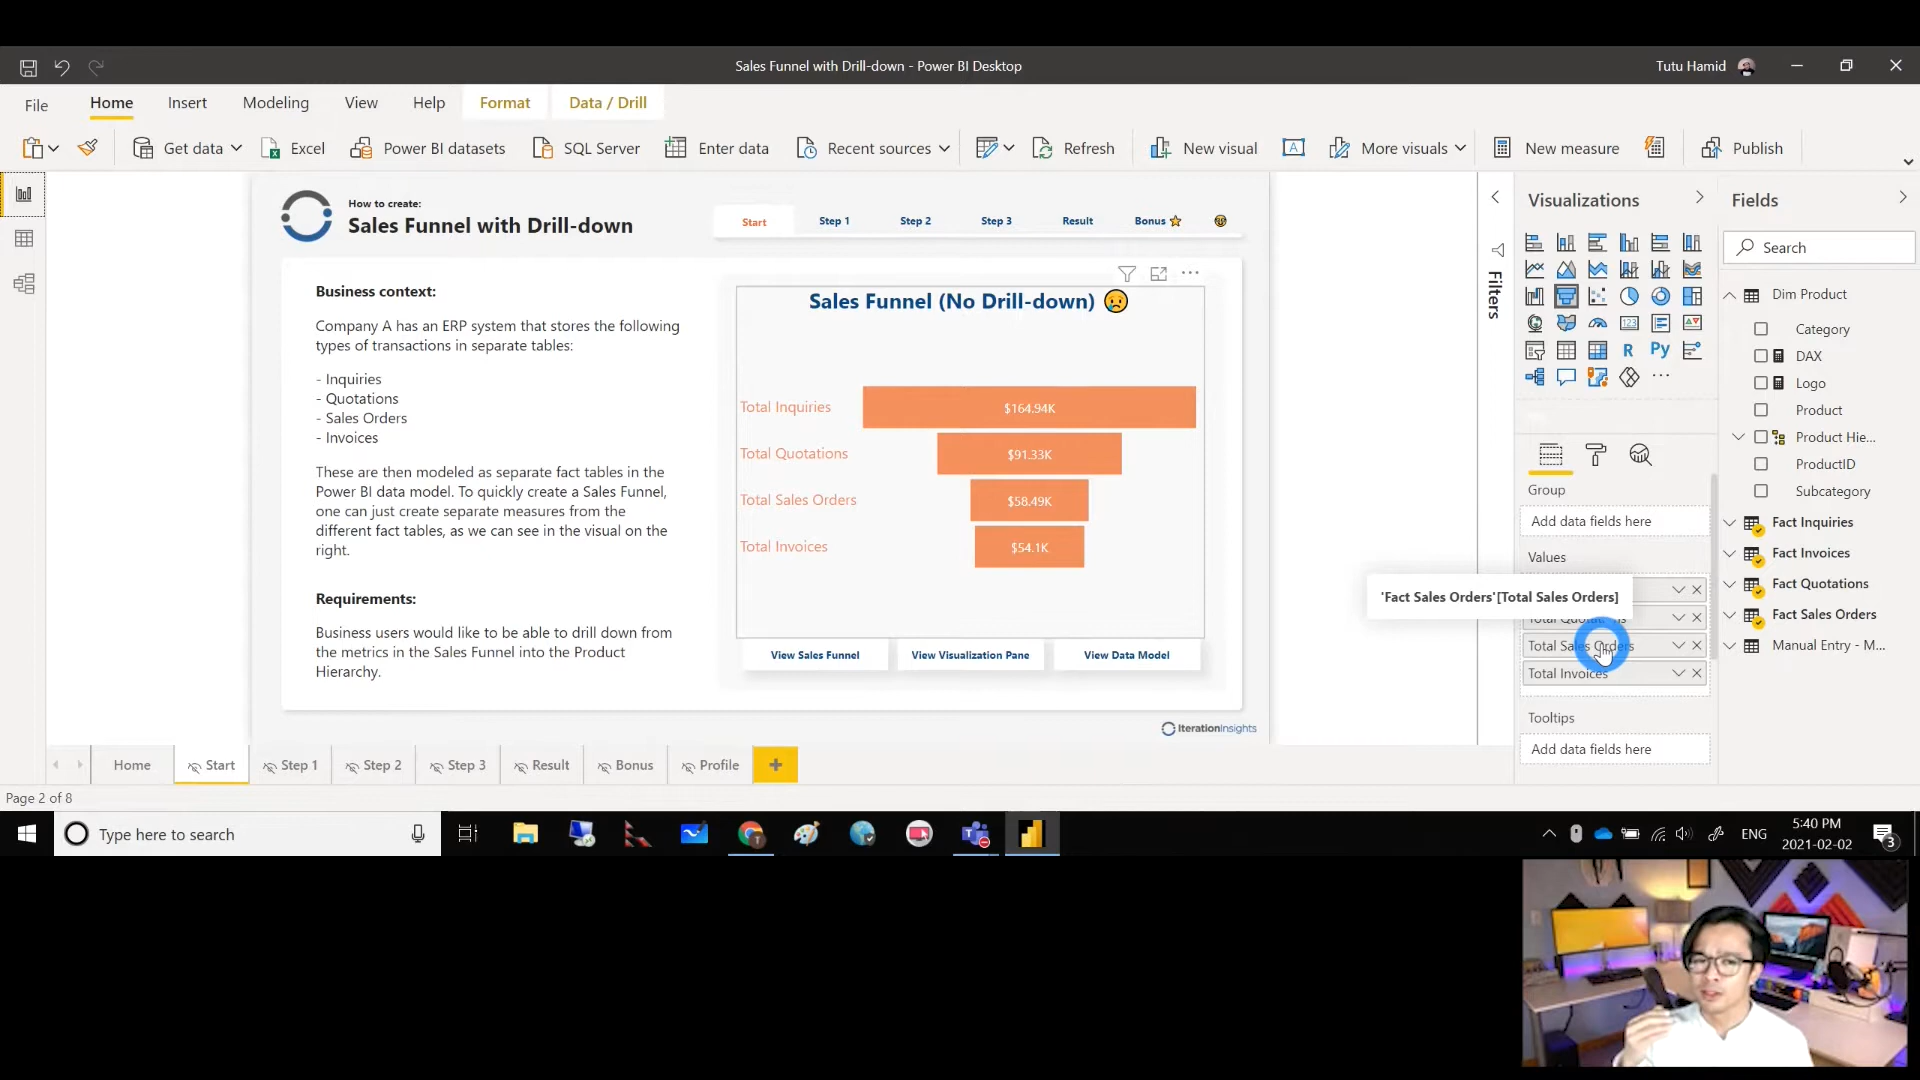 Sales Funnel with Drill-down - Power BI Desktop
Tutu Hamid
File
Home
Insert
Modeling
View
Help
Format
Data / Drill
Get data
Excel
Power BI datasets
SQL Server
Enter data
Recent sources
Refresh
New visual
More visuals
New measure
Publish
How to create:
Sales Funnel with Drill-down
Start
Step 1
Step 2
Step 3
Result
Bonus
Business context:
Company A has an ERP system that stores the following
types of transactions in separate tables:
- Inquiries
- Quotations
- Sales Orders
- Invoices
These are then modeled as separate fact tables in the
Power BI data model. To quickly create a Sales Funnel,
one can just create separate measures from the
different fact tables, as we can see in the visual on the
right.
Requirements:
Business users would like to be able to drill down from
the metrics in the Sales Funnel into the Product
Hierarchy.
Sales Funnel (No Drill-down)
Total Inquiries
$164.94K
Total Quotations
$91.33K
Total Sales Orders
$58.49K
Total Invoices
$54.1K
View Sales Funnel
View Visualization Pane
View Data Model
IterationInsights
Filters
Visualizations
R
Py
Group
Add data fields here
Values
'Fact Sales Orders'[Total Sales Orders]
Total Sales Orders
Total Invoices
Tooltips
Add data fields here
Fields
Search
Dim Product
Category
DAX
Logo
Product
Product Hie...
ProductID
Subcategory
Fact Inquiries
Fact Invoices
Fact Quotations
Fact Sales Orders
Manual Entry - M...
Home
Start
Step 1
Step 2
Step 3
Result
Bonus
Profile
Page 2 of 8
Type here to search
ENG
5:40 PM
2021-02-02
3